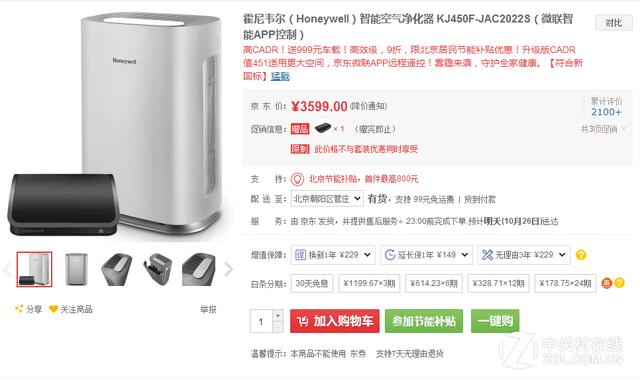 霍尼韦尔（Honeywell）智能空气净化器 KJ450F-JAC2022S（微联智
能APP控制）
对比
高CADR！送999元车载！高效级，9折，限北京居民节能补贴优惠！升级版CADR
值451适用更大空间，京东微联APP远程遥控！雾霾来袭，守护全家健康。【符合新
国标】猛戳
Honeywell
京 东 价： ¥3599.00 (降价通知)
累计评价
2100+
促销信息： 赠品 × 1 （赠完即止）
共3项促销
限制 此价格不与套装优惠同时享受
支 持： 北京节能补贴，首件最高800元
配 送 至： 北京朝阳区管庄 有货，支持 99元免运费 | 货到付款
服 务： 由 京东 发货，并提供售后服务。23:00前完成下单，预计明天(10月26日)送达
增值保障： 换新1年 ¥229 延长保1年 ¥149 无理由3年 ¥229
白条分期： 30天免息 ¥1199.67×3期 ¥614.23×6期 ¥328.71×12期 ¥178.75×24期
分享 关注商品 举报
1 + - 加入购物车 参加节能补贴 一键购
温馨提示：本商品不能使用 东券 支持7天无理由退货
中关村在线
ZOL.COM.CN